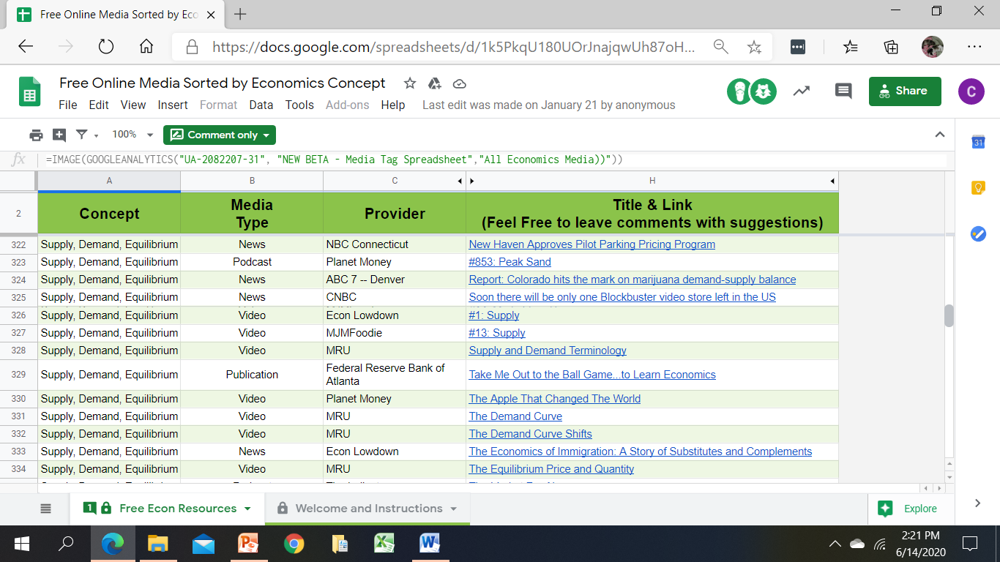 Free Online Media Sorted by Eco
https://docs.google.com/spreadsheets/d/1k5PkqU180UOrJnajqwUh87oH...
Free Online Media Sorted by Economics Concept
File Edit View Insert Format Data Tools Add-ons Help Last edit was made on January 21 by anonymous
Share
C
100% Comment only
fx =IMAGE(GOOGLEANALYTICS("UA-2082207-31", "NEW BETA - Media Tag Spreadsheet","All Economics Media))"))
A B C H
2 Concept Media Type Provider Title & Link (Feel Free to leave comments with suggestions)
322 Supply, Demand, Equilibrium News NBC Connecticut New Haven Approves Pilot Parking Pricing Program
323 Supply, Demand, Equilibrium Podcast Planet Money #853: Peak Sand
324 Supply, Demand, Equilibrium News ABC 7 -- Denver Report: Colorado hits the mark on marijuana demand-supply balance
325 Supply, Demand, Equilibrium News CNBC Soon there will be only one Blockbuster video store left in the US
326 Supply, Demand, Equilibrium Video Econ Lowdown #1: Supply
327 Supply, Demand, Equilibrium Video MJMFoodie #13: Supply
328 Supply, Demand, Equilibrium Video MRU Supply and Demand Terminology
329 Supply, Demand, Equilibrium Publication Federal Reserve Bank of Atlanta Take Me Out to the Ball Game...to Learn Economics
330 Supply, Demand, Equilibrium Video Planet Money The Apple That Changed The World
331 Supply, Demand, Equilibrium Video MRU The Demand Curve
332 Supply, Demand, Equilibrium Video MRU The Demand Curve Shifts
333 Supply, Demand, Equilibrium News Econ Lowdown The Economics of Immigration: A Story of Substitutes and Complements
334 Supply, Demand, Equilibrium Video MRU The Equilibrium Price and Quantity
1 Free Econ Resources Welcome and Instructions Explore
31
2:21 PM
6/14/2020